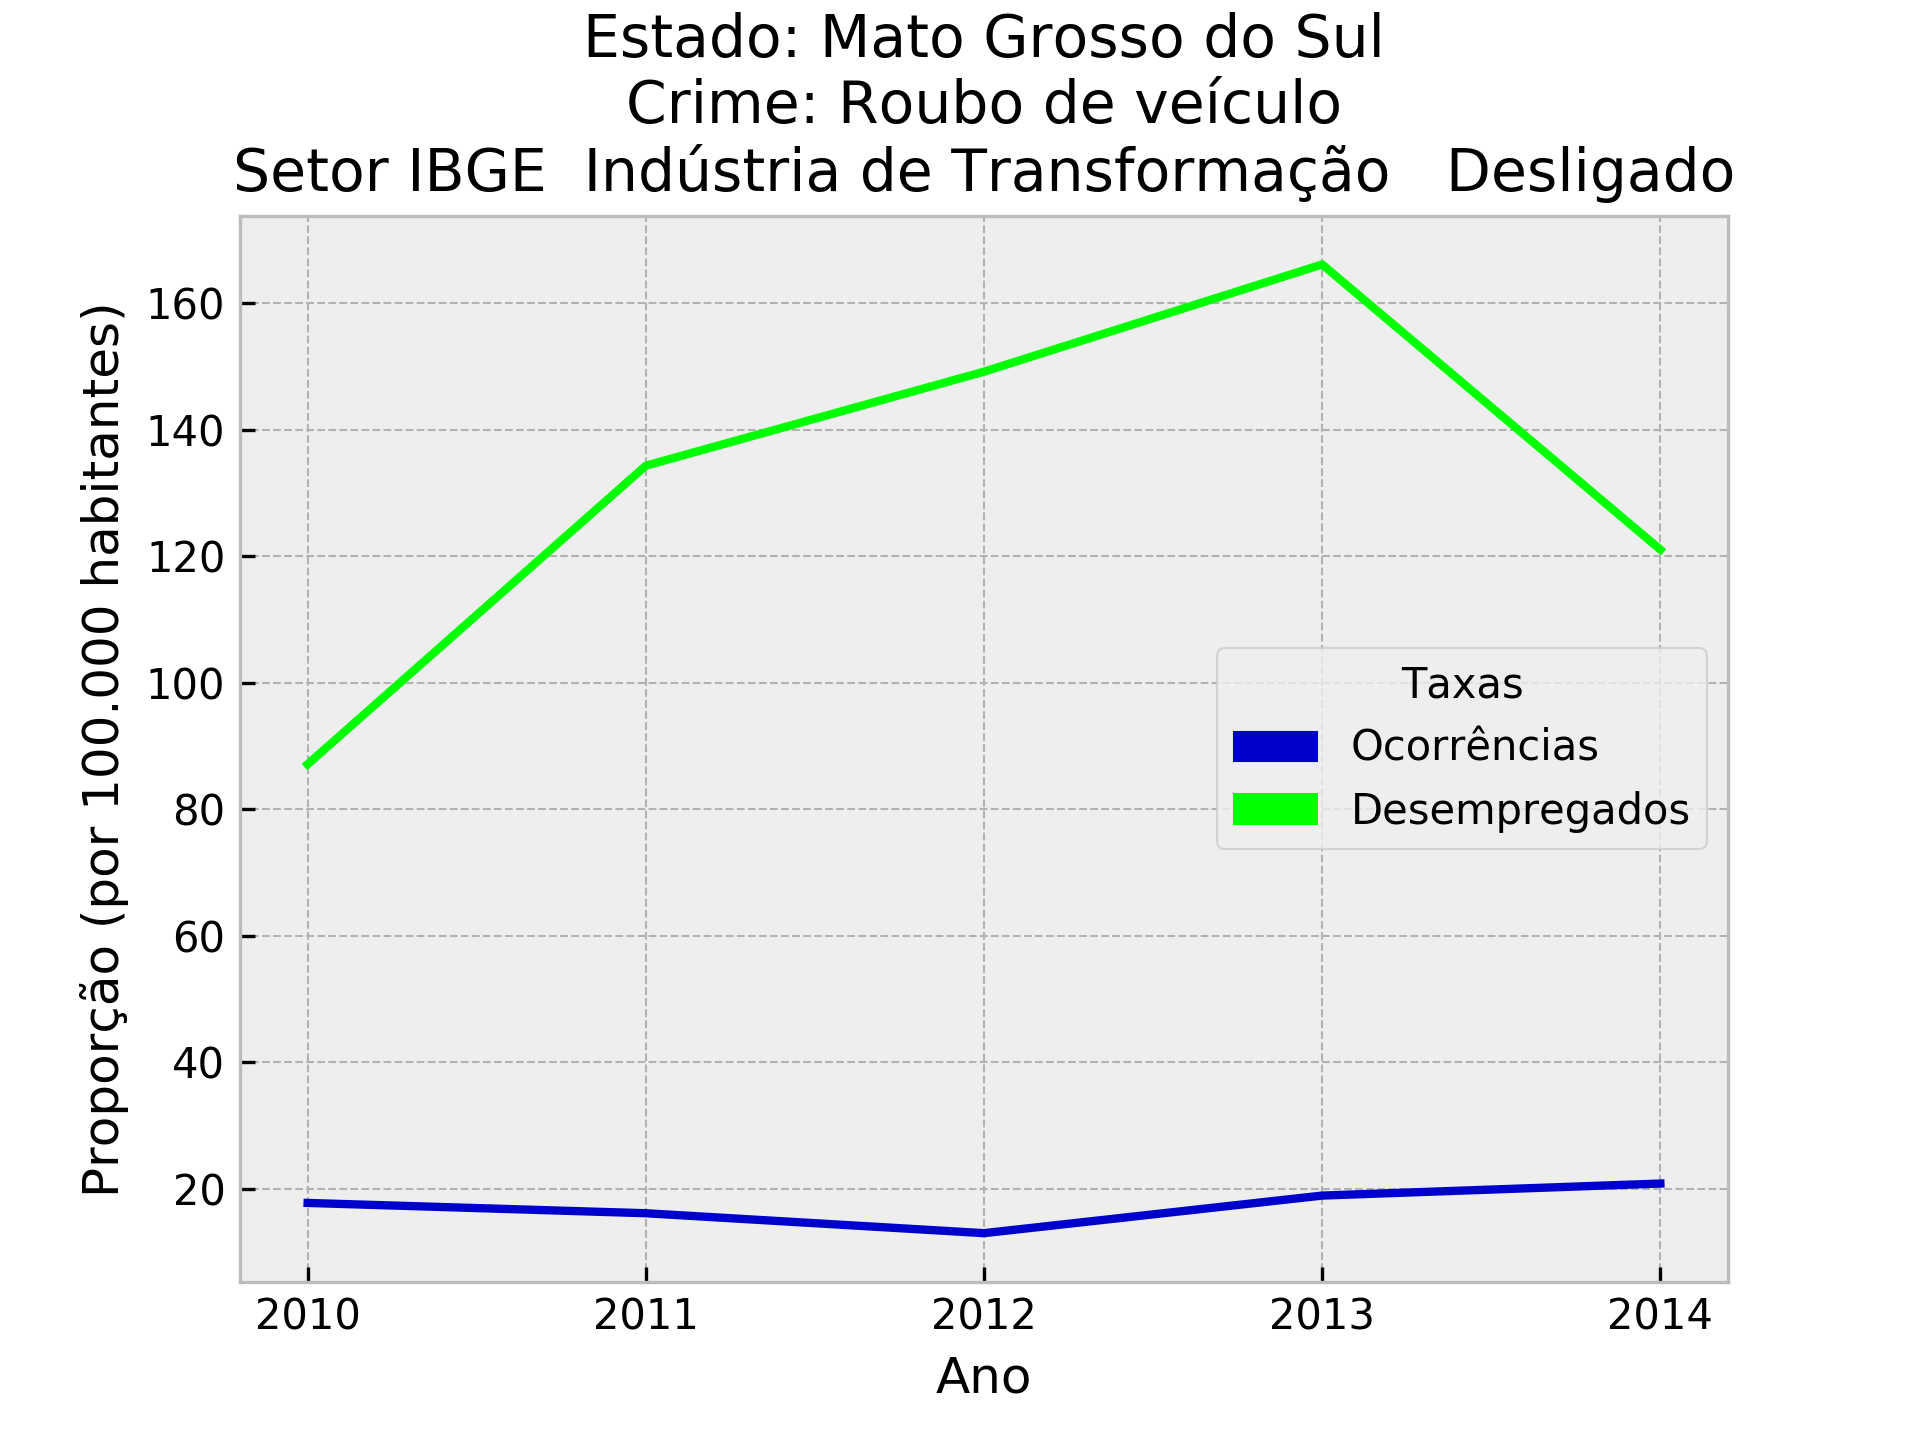 Estado: Mato Grosso do Sul
Crime: Roubo de veículo
Setor IBGE  Indústria de Transformação   Desligado
Proporção (por 100.000 habitantes)
160
140
120
100
80
60
40
20
Taxas
Ocorrências
Desempregados
2010 2011 2012 2013 2014
Ano